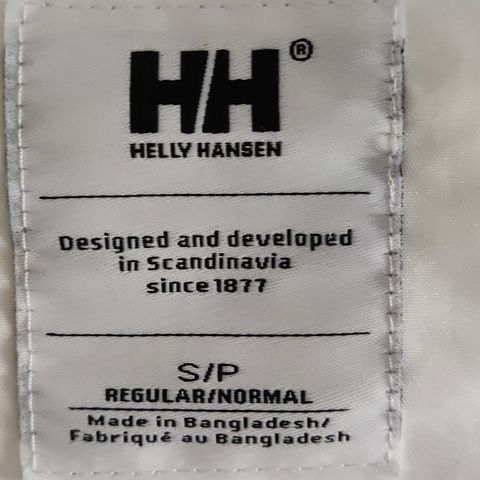 HH®
HELLY HANSEN
Designed and developed
in Scandinavia
since 1877
S/P
REGULAR/NORMAL
Made in Bangladesh/
Fabriqué au Bangladesh